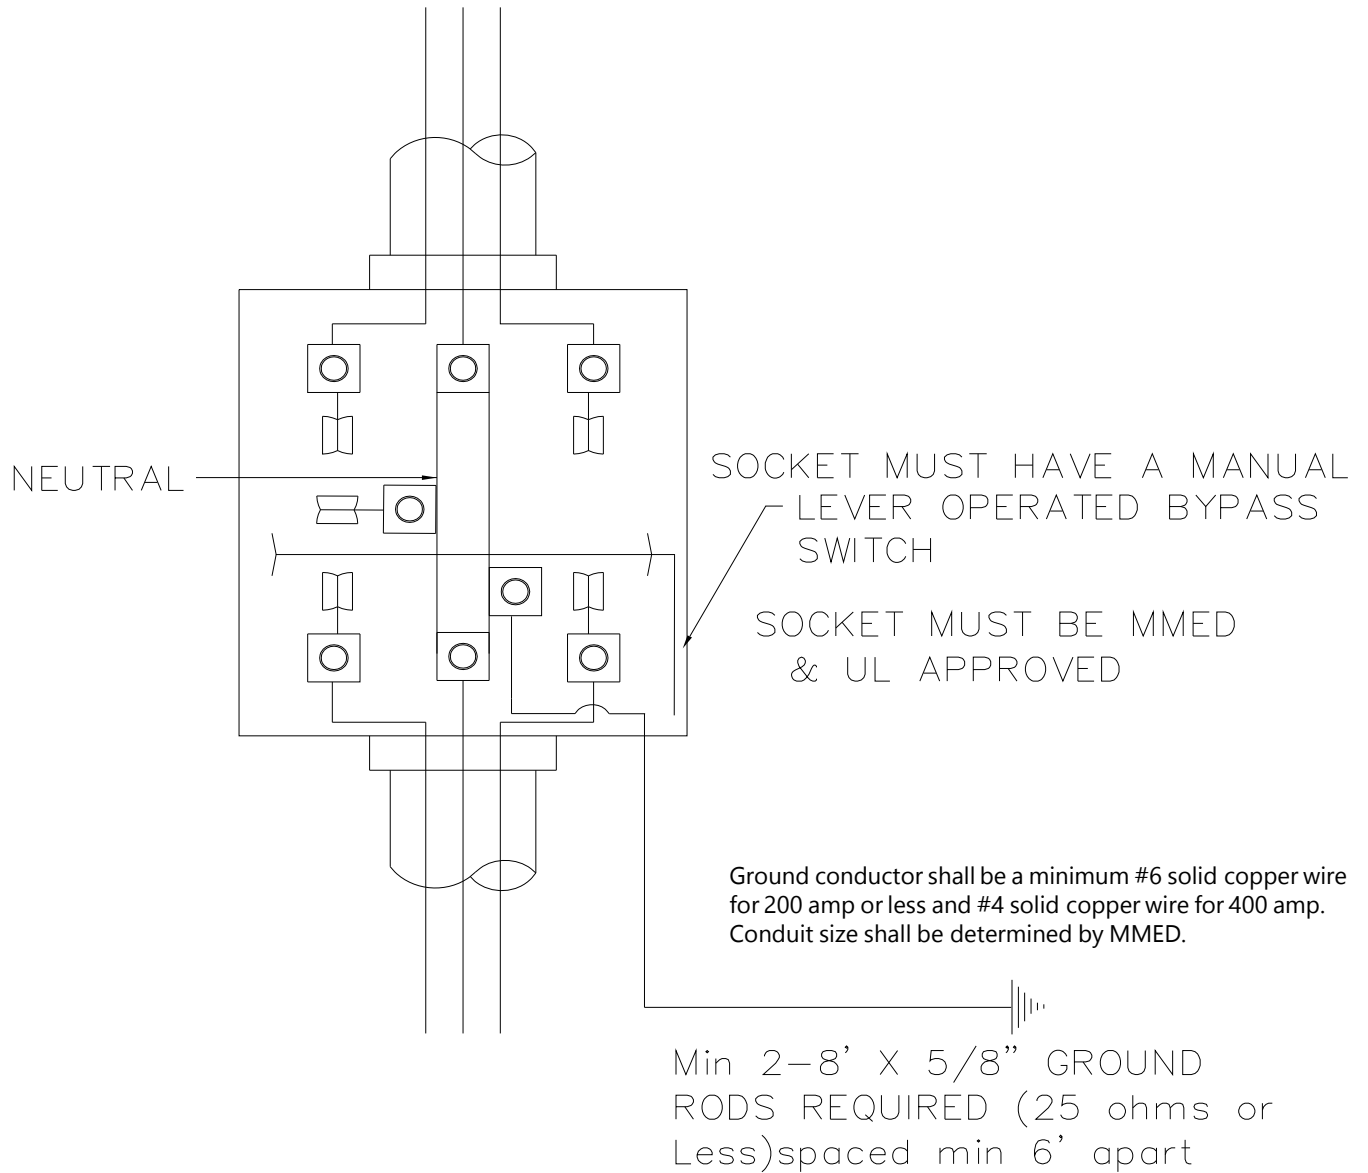 NEUTRAL
SOCKET MUST HAVE A MANUAL
LEVER OPERATED BYPASS
SWITCH
SOCKET MUST BE MMED
& UL APPROVED
Ground conductor shall be a minimum #6 solid copper wire
for 200 amp or less and #4 solid copper wire for 400 amp.
Conduit size shall be determined by MMED.
Min 2-8' X 5/8" GROUND
RODS REQUIRED (25 ohms or
Less)spaced min 6' apart